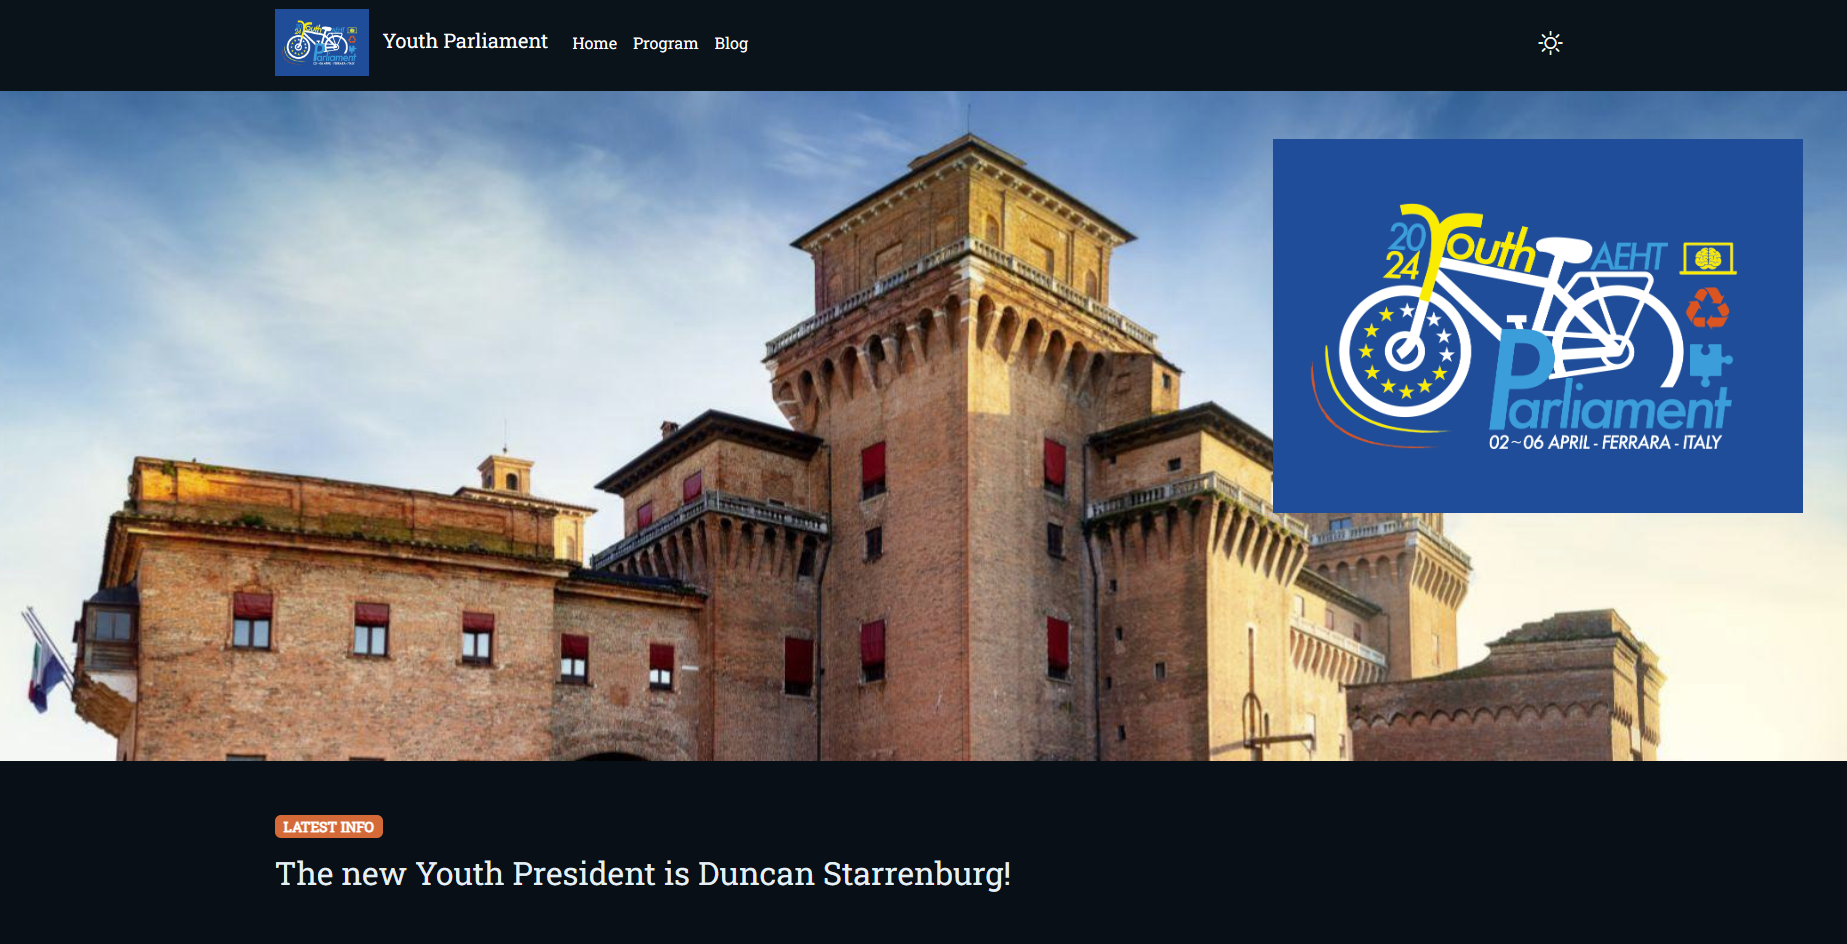 Youth Parliament Home Program Blog
2024 Youth AEHT
Parliament
02~06 APRIL - FERRARA - ITALY
LATEST INFO
The new Youth President is Duncan Starrenburg!